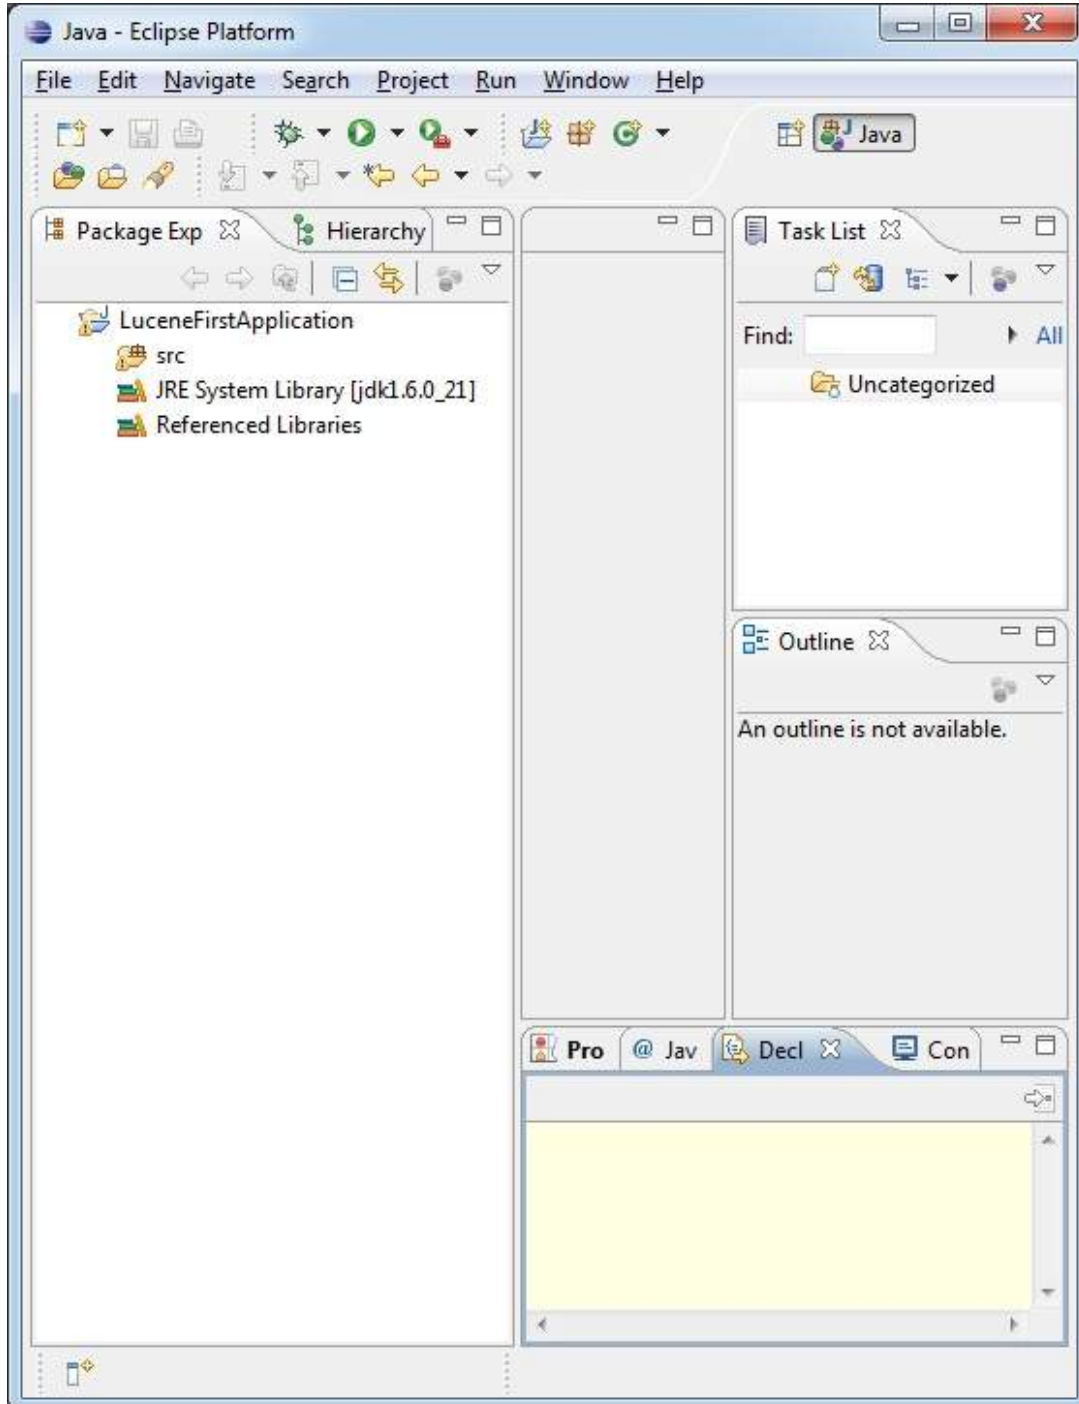 Java - Eclipse Platform
File Edit Navigate Search Project Run Window Help
Java
Package Exp Hierarchy
LuceneFirstApplication
src
JRE System Library [jdk1.6.0_21]
Referenced Libraries
Task List
Find: All
Uncategorized
Outline
An outline is not available.
Pro @ Jav Decl Con